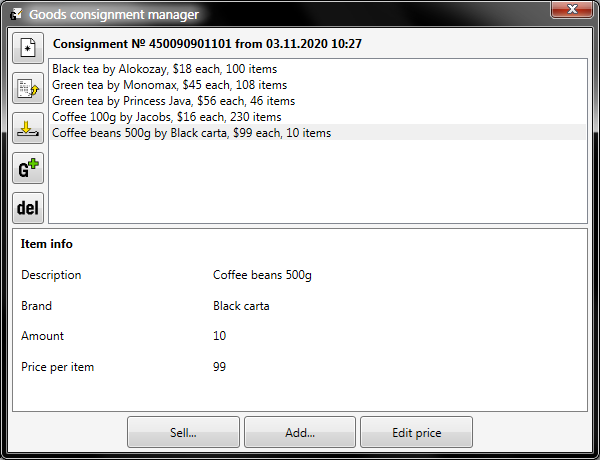 Goods consignment manager
Consignment № 450090901101 from 03.11.2020 10:27
Black tea by Alokozay, $18 each, 100 items
Green tea by Monomax, $45 each, 108 items
Green tea by Princess Java, $56 each, 46 items
Coffee 100g by Jacobs, $16 each, 230 items
Coffee beans 500g by Black carta, $99 each, 10 items
G
del
Item info
Description Coffee beans 500g
Brand Black carta
Amount 10
Price per item 99
Sell... Add... Edit price